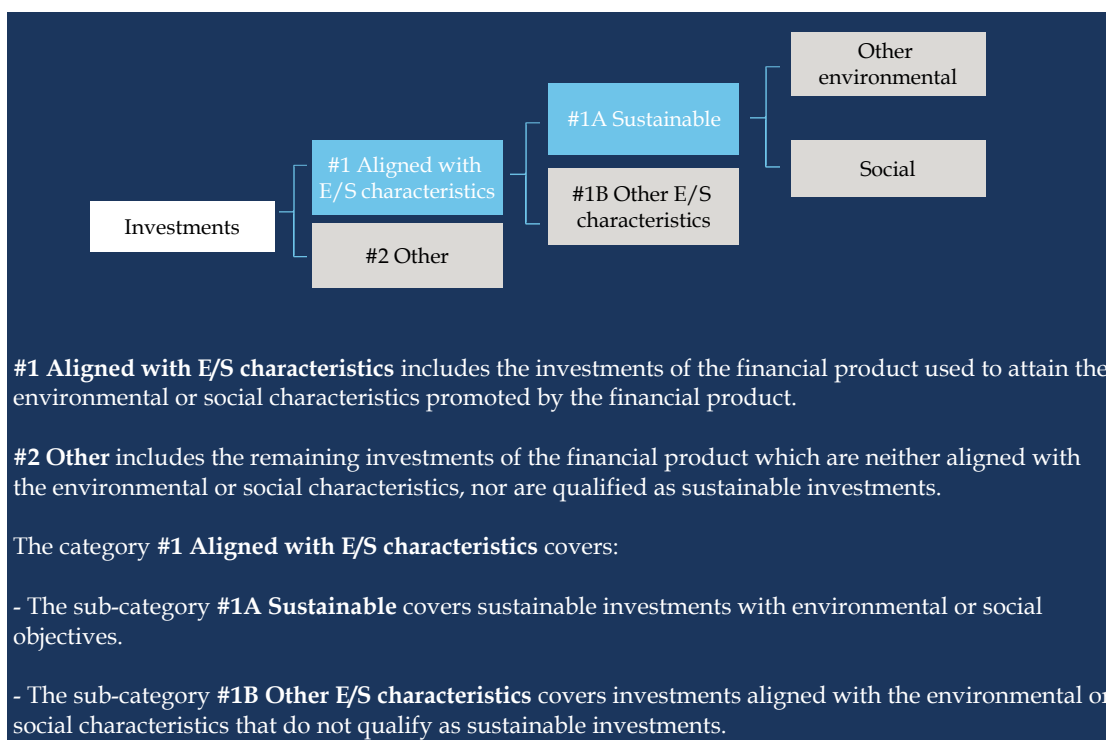 Other
environmental
#1A Sustainable
Social
#1 Aligned with
E/S characteristics
#1B Other E/S
characteristics
Investments
#2 Other
#1 Aligned with E/S characteristics includes the investments of the financial product used to attain the
environmental or social characteristics promoted by the financial product.
#2 Other includes the remaining investments of the financial product which are neither aligned with
the environmental or social characteristics, nor are qualified as sustainable investments.
The category #1 Aligned with E/S characteristics covers:
- The sub-category #1A Sustainable covers sustainable investments with environmental or social
objectives.
- The sub-category #1B Other E/S characteristics covers investments aligned with the environmental or
social characteristics that do not qualify as sustainable investments.